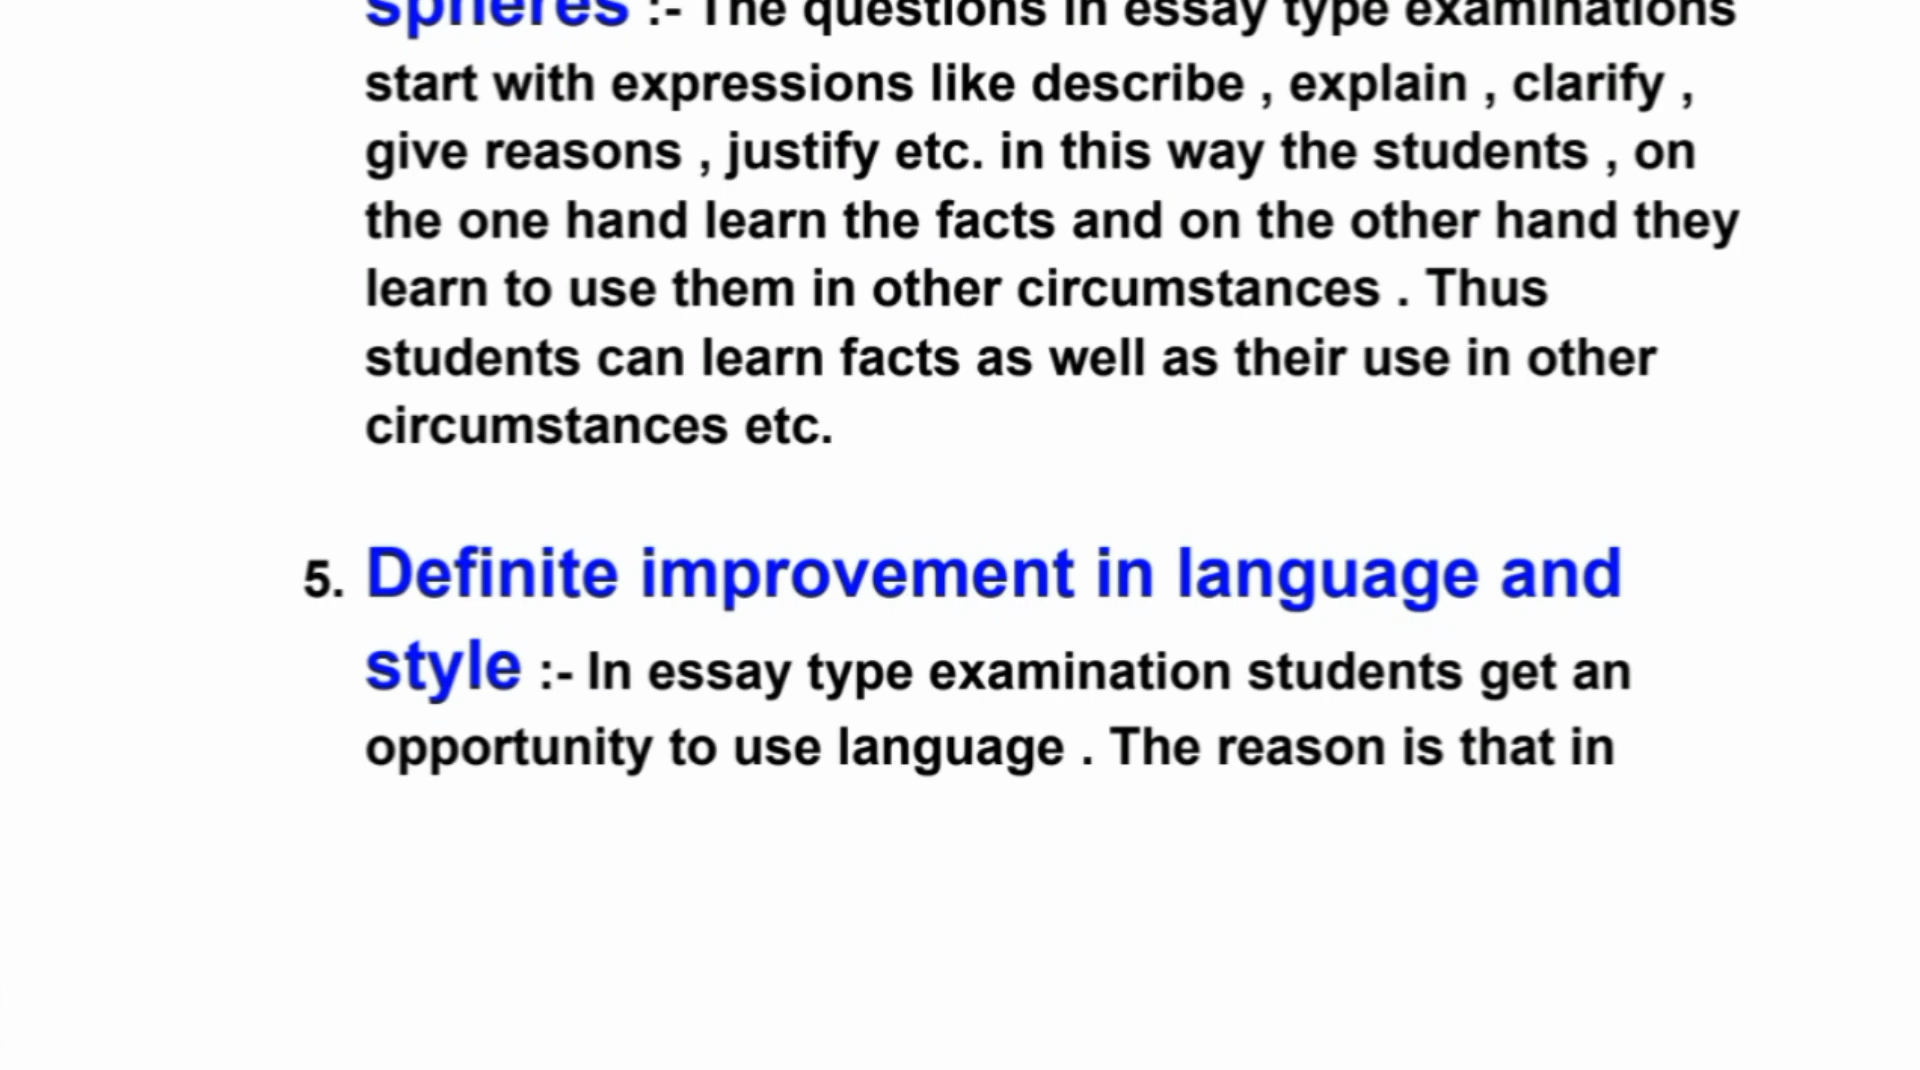 spheres :- The questions in essay type examinations
start with expressions like describe , explain , clarify ,
give reasons , justify etc. in this way the students , on
the one hand learn the facts and on the other hand they
learn to use them in other circumstances . Thus
students can learn facts as well as their use in other
circumstances etc.
5. Definite improvement in language and
style :- In essay type examination students get an
opportunity to use language . The reason is that in